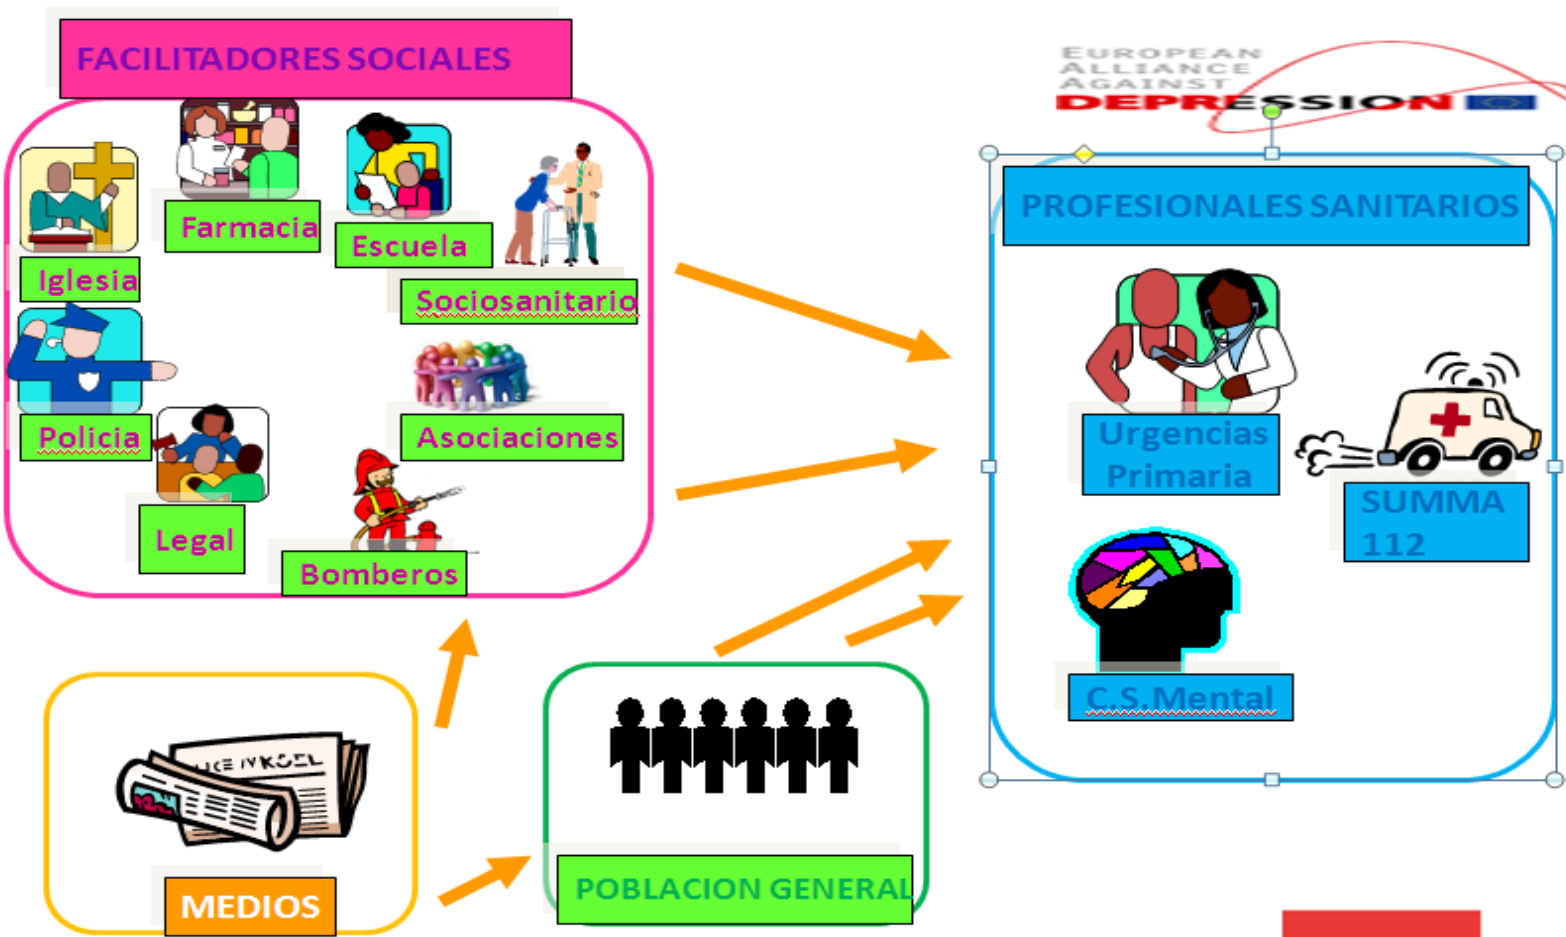 FACILITADORES SOCIALES
EUROPEAN
ALLIANCE
AGAINST
DEPRESSION
PROFESIONALES SANITARIOS
Farmacia
Escuela
Iglesia
Sociosanitario
Policia
Asociaciones
Legal
Bomberos
Urgencias
Primaria
SUMMA
112
C.S.Mental
MEDIOS
POBLACION GENERAL